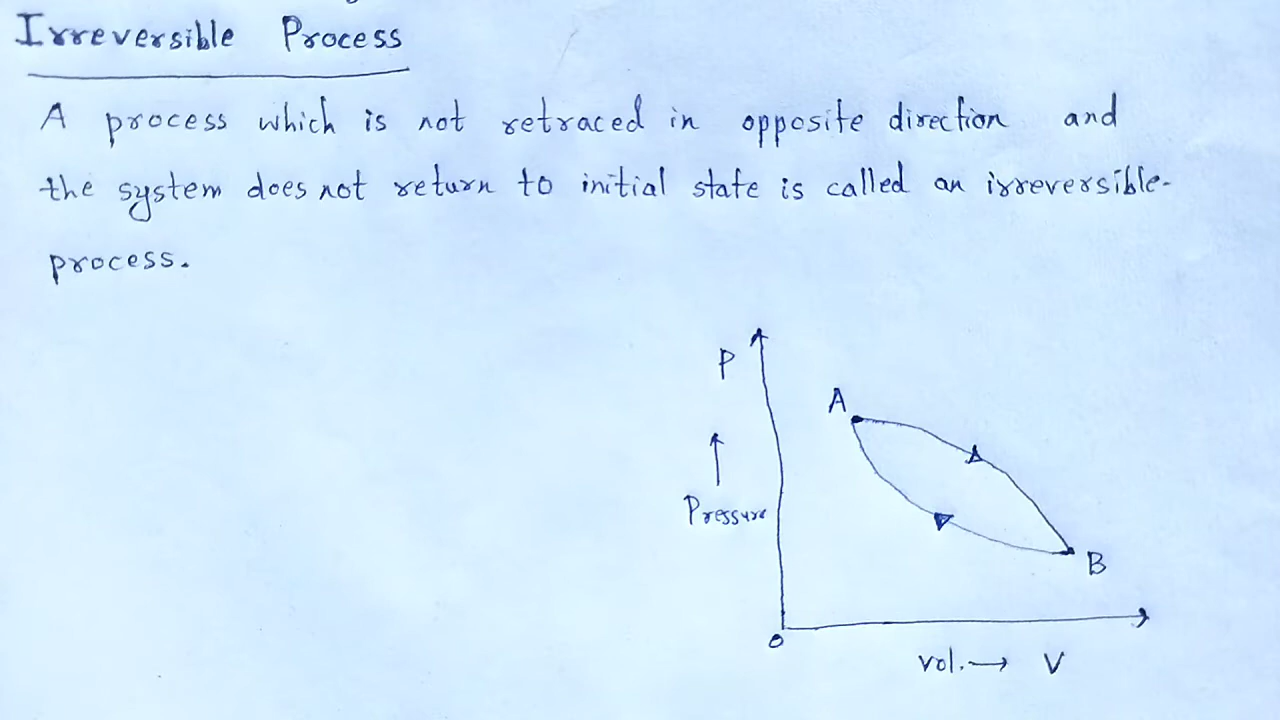 Irreversible Process
A process which is not retraced in opposite direction and
the system does not return to initial state is called an irreversible-
process.
P
A
Pressure
B
O
vol. → V